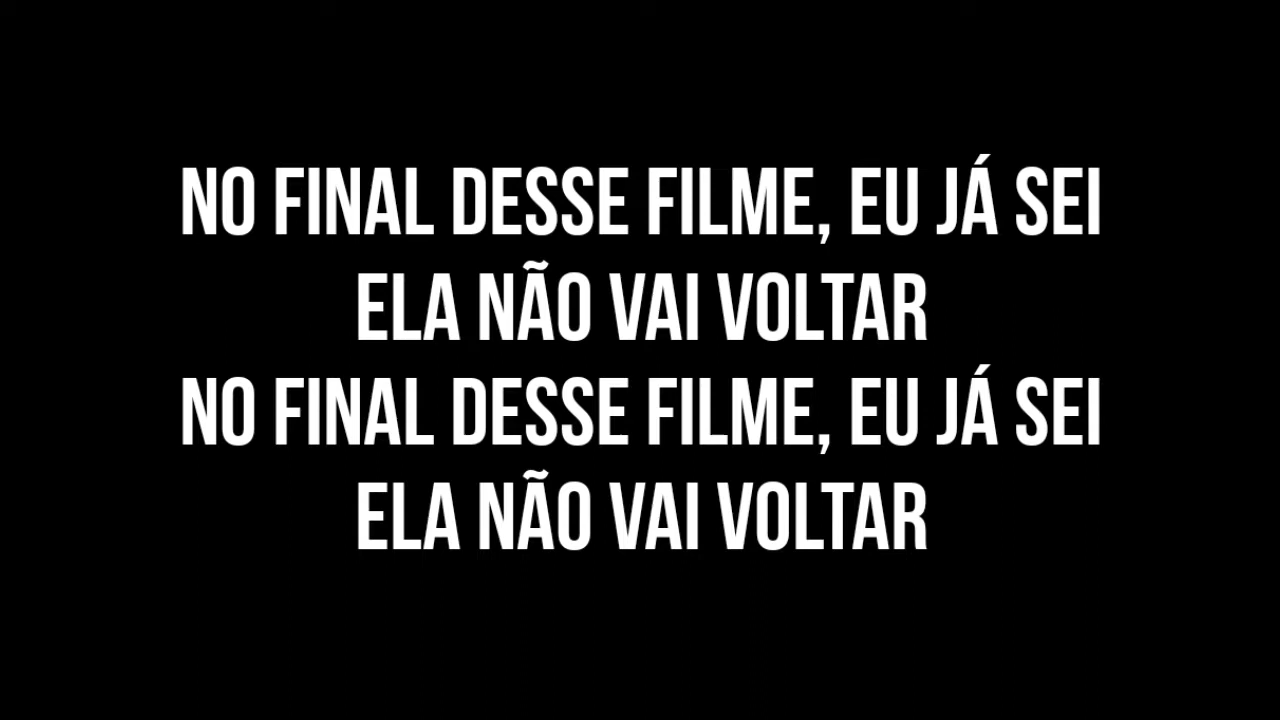 NO FINAL DESSE FILME, EU JÁ SEI
ELA NÃO VAI VOLTAR
NO FINAL DESSE FILME, EU JÁ SEI
ELA NÃO VAI VOLTAR